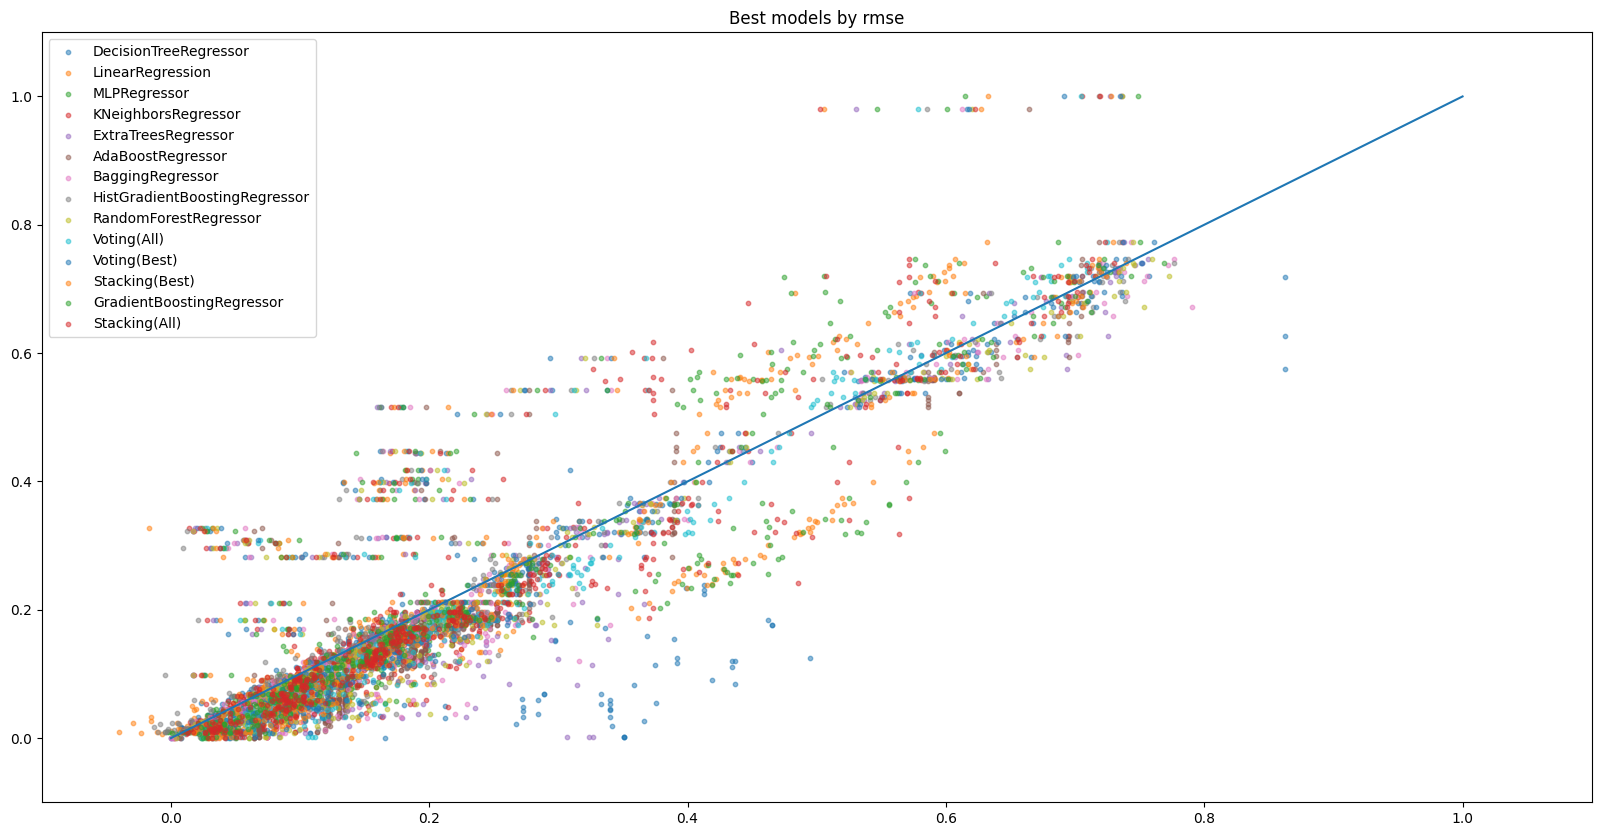 Best models by rmse
DecisionTreeRegressor
LinearRegression
MLPRegressor
KNeighborsRegressor
ExtraTreesRegressor
AdaBoostRegressor
BaggingRegressor
HistGradientBoostingRegressor
RandomForestRegressor
Voting(All)
Voting(Best)
Stacking(Best)
GradientBoostingRegressor
Stacking(All)
1.0
0.8
0.6
0.4
0.2
0.0
0.0 0.2 0.4 0.6 0.8 1.0